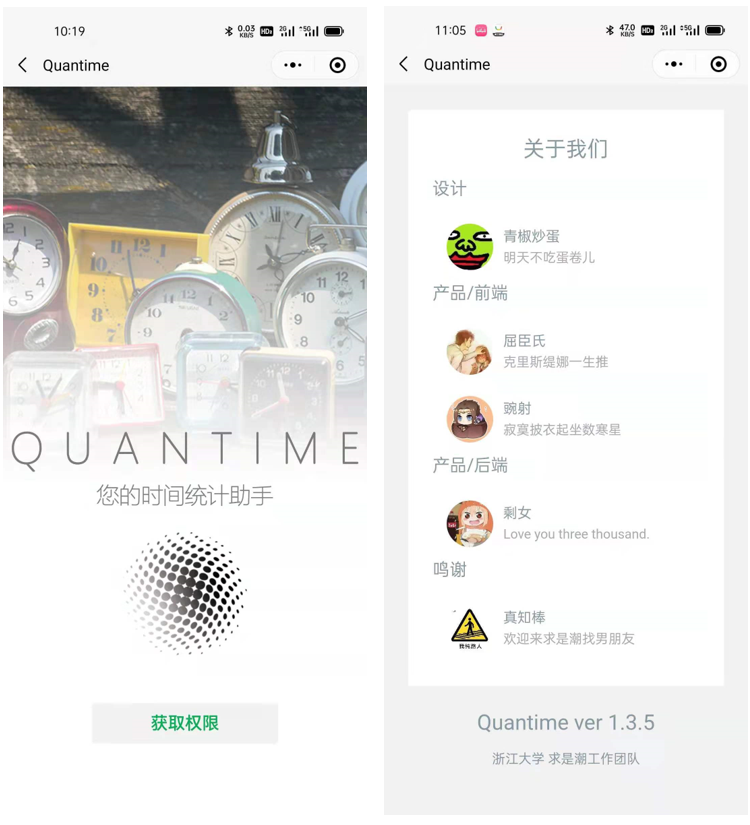 10:19
0.03 KB/S HD 2G 5G
Quantime
QUANTIME
您的时间统计助手
获取权限
11:05
47.0 KB/S HD 2G 5G
Quantime
关于我们
设计
青椒炒蛋
明天不吃蛋卷儿
产品/前端
屈臣氏
克里斯缇娜一生推
豌射
寂寞披衣起坐数寒星
产品/后端
剩女
Love you three thousand.
鸣谢
真知棒
欢迎来求是潮找男朋友
Quantime ver 1.3.5
浙江大学 求是潮工作团队